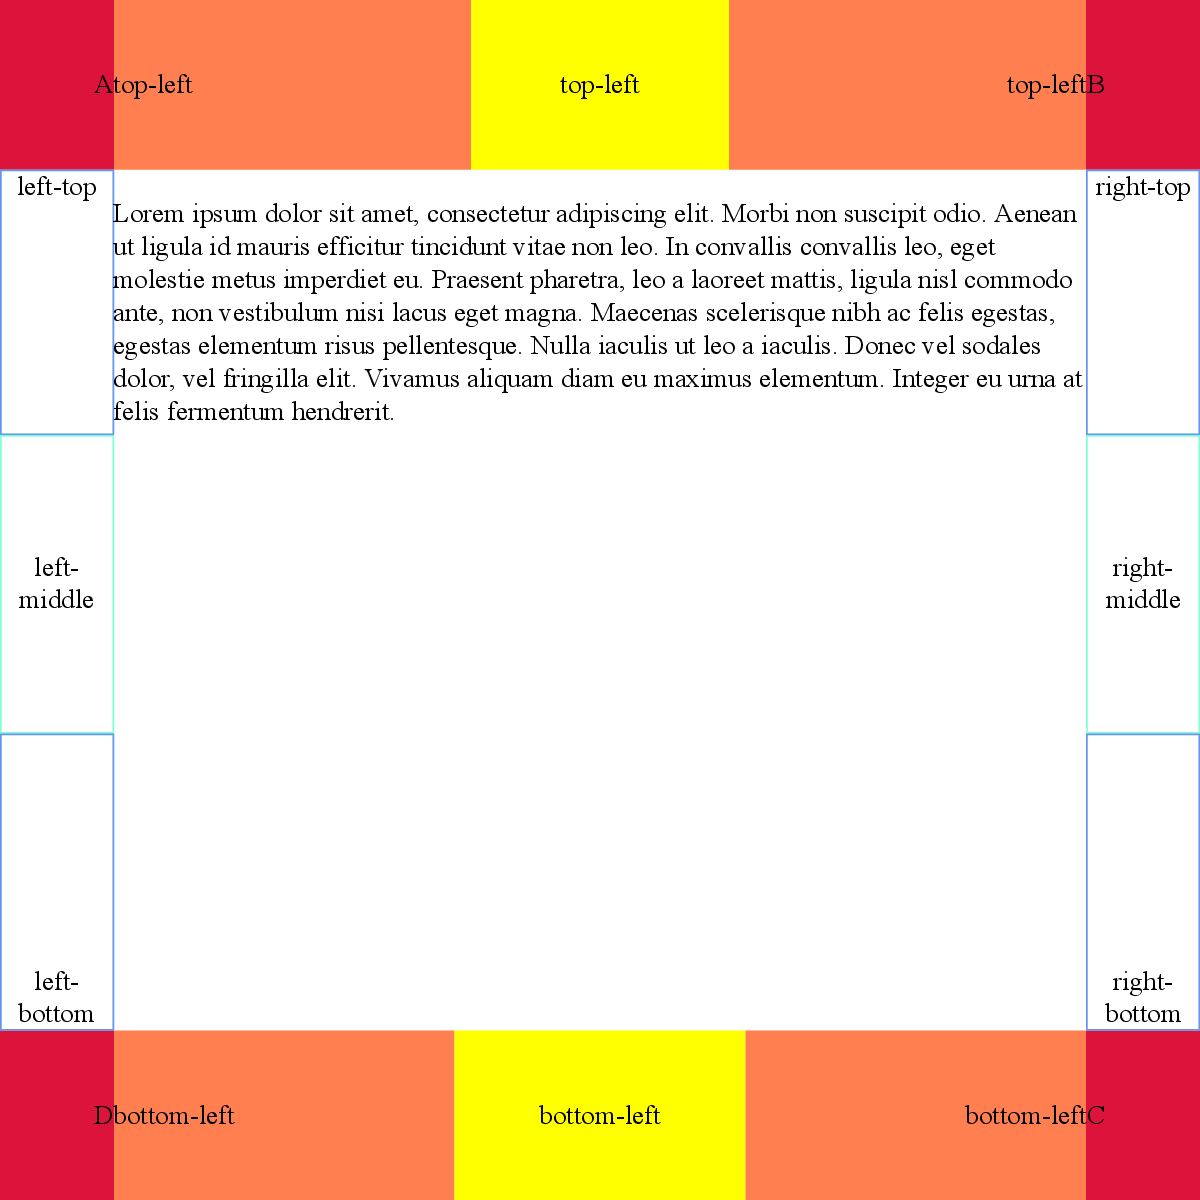 Atop-left top-left top-leftB
left-top
right-top
Lorem ipsum dolor sit amet, consectetur adipiscing elit. Morbi non suscipit odio. Aenean
ut ligula id mauris efficitur tincidunt vitae non leo. In convallis convallis leo, eget
molestie metus imperdiet eu. Praesent pharetra, leo a laoreet mattis, ligula nisl commodo
ante, non vestibulum nisi lacus eget magna. Maecenas scelerisque nibh ac felis egestas,
egestas elementum risus pellentesque. Nulla iaculis ut leo a iaculis. Donec vel sodales
dolor, vel fringilla elit. Vivamus aliquam diam eu maximus elementum. Integer eu urna at
felis fermentum hendrerit.
left-
middle
right-
middle
left-
bottom
right-
bottom
Dbottom-left bottom-left bottom-leftC